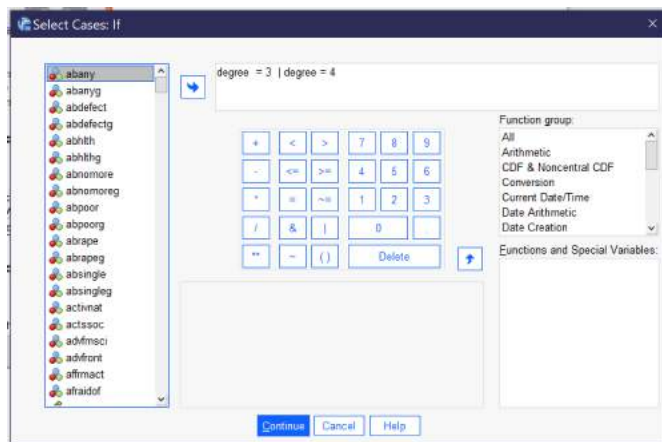 Select Cases: If
abany
abanyg
abdefect
abdefectg
abhlth
abhlthg
abnomore
abnomoreg
abpoor
abpoorg
abrape
abrapeg
absingle
absingleg
activnat
actssoc
advfmsci
advfront
affrmact
afraidof
degree = 3 | degree = 4
+ < > 7 8 9
- <= >= 4 5 6
* = ~= 1 2 3
/ & | 0
** ~ () Delete
Function group:
All
Arithmetic
CDF & Noncentral CDF
Conversion
Current Date/Time
Date Arithmetic
Date Creation
Functions and Special Variables:
Continue Cancel Help